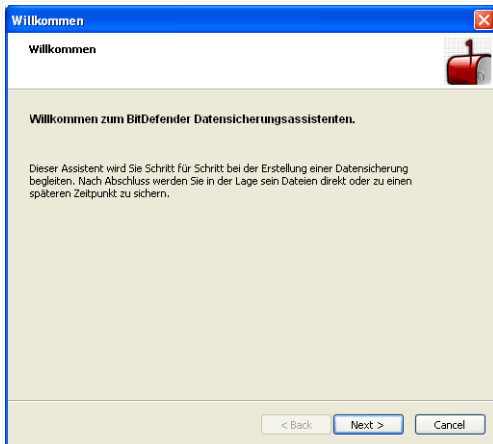 Willkommen
Willkommen
Willkommen zum BitDefender Datensicherungsassistenten.
Dieser Assistent wird Sie Schritt für Schritt bei der Erstellung einer Datensicherung
begleiten. Nach Abschluss werden Sie in der Lage sein Dateien direkt oder zu einen
späteren Zeitpunkt zu sichern.
< Back Next > Cancel